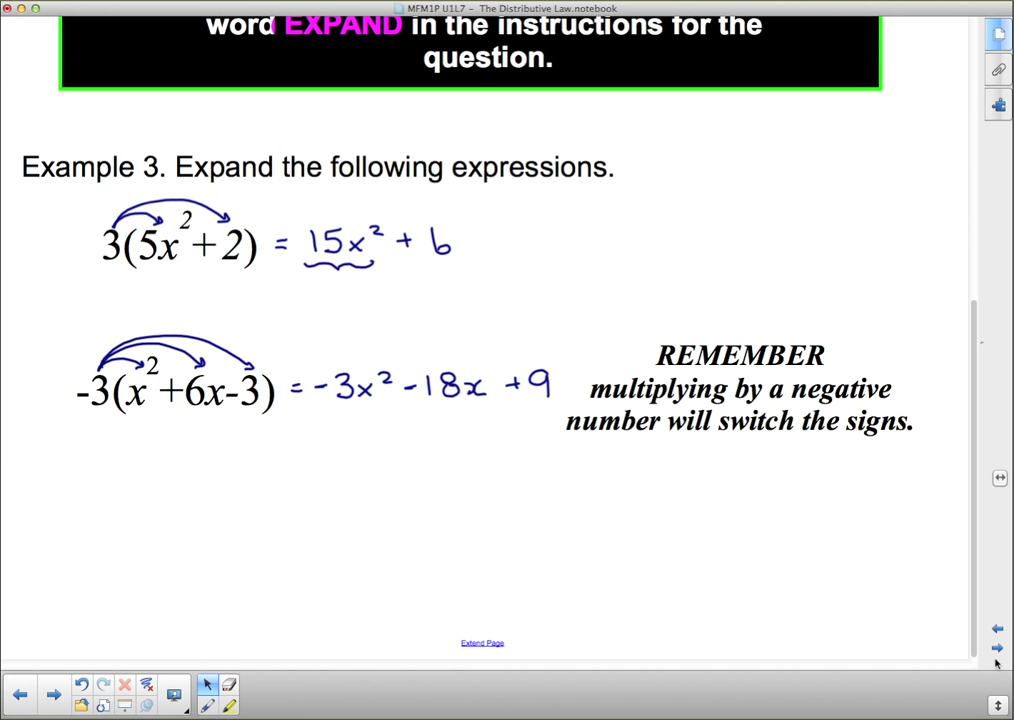 MFM1P U1L7 - The Distributive Law.notebook
word EXPAND in the instructions for the
question.
Example 3. Expand the following expressions.
3(5x²+2) = 15x² + 6
-3(x²+6x-3) = -3x² -18x +9
REMEMBER
multiplying by a negative
number will switch the signs.
Extend Page